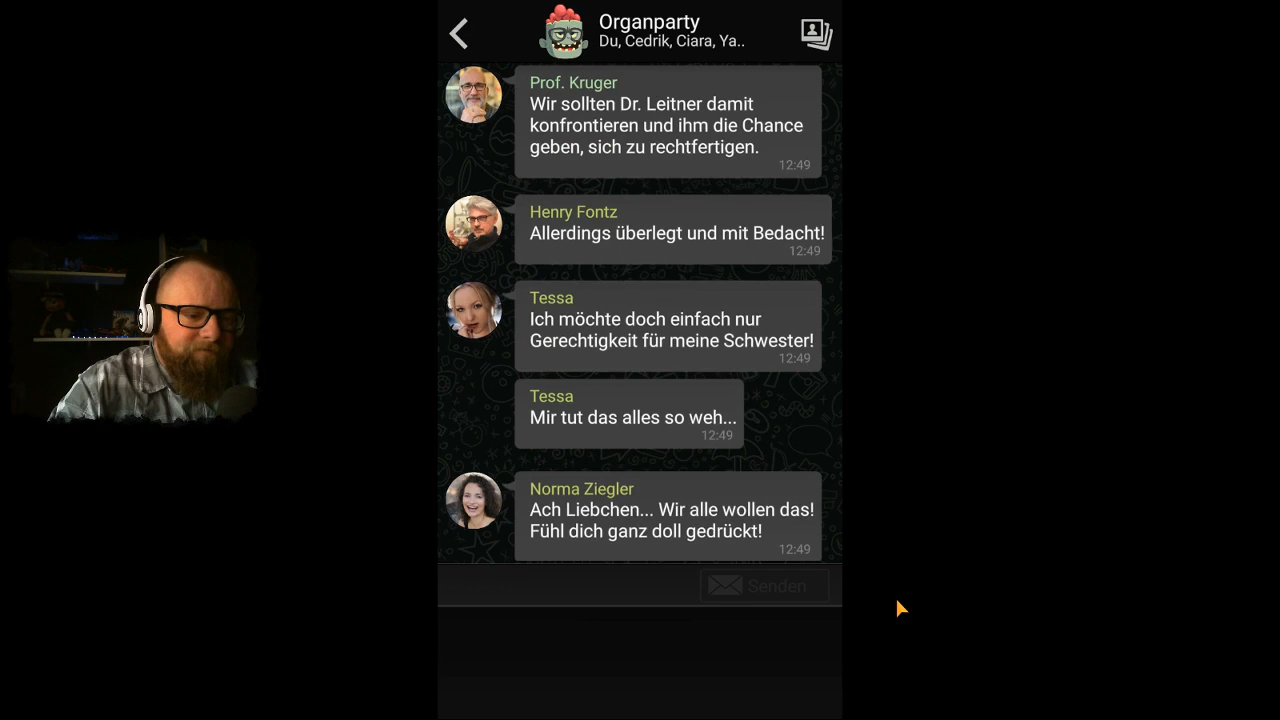 Organparty
Du, Cedrik, Ciara, Ya..
Prof. Kruger
Wir sollten Dr. Leitner damit
konfrontieren und ihm die Chance
geben, sich zu rechtfertigen.
12:49
Henry Fontz
Allerdings überlegt und mit Bedacht!
12:49
Tessa
Ich möchte doch einfach nur
Gerechtigkeit für meine Schwester!
12:49
Tessa
Mir tut das alles so weh...
12:49
Norma Ziegler
Ach Liebchen... Wir alle wollen das!
Fühl dich ganz doll gedrückt!
12:49
Senden